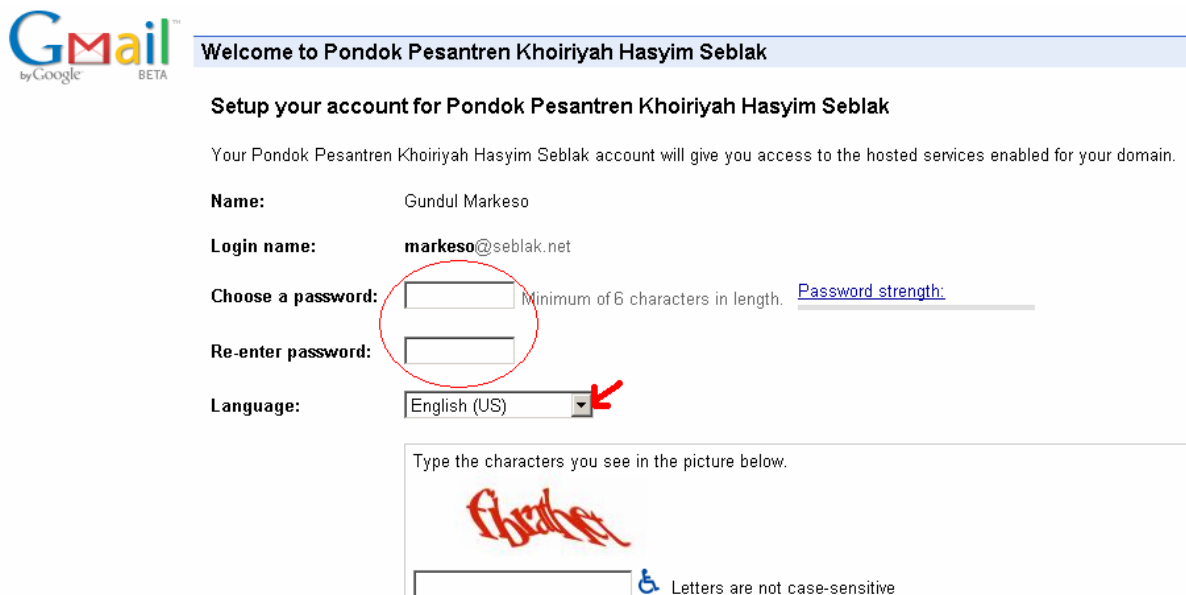 Gmail™
by Google BETA
Welcome to Pondok Pesantren Khoiriyah Hasyim Seblak
Setup your account for Pondok Pesantren Khoiriyah Hasyim Seblak
Your Pondok Pesantren Khoiriyah Hasyim Seblak account will give you access to the hosted services enabled for your domain.
Name: Gundul Markeso
Login name: markeso@seblak.net
Choose a password: Minimum of 6 characters in length. Password strength:
Re-enter password:
Language: English (US)
Type the characters you see in the picture below.
Letters are not case-sensitive